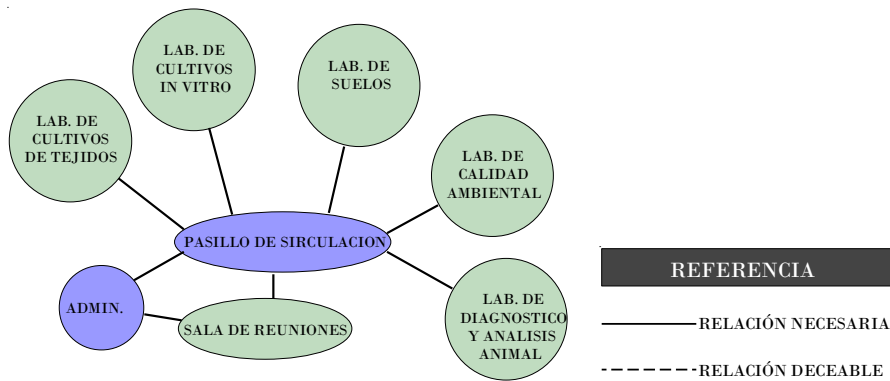 LAB. DE
CULTIVOS
IN VITRO
LAB. DE
SUELOS
LAB. DE
CULTIVOS
DE TEJIDOS
LAB. DE
CALIDAD
AMBIENTAL
PASILLO DE SIRCULACION
ADMIN.
SALA DE REUNIONES
LAB. DE
DIAGNOSTICO
Y ANALISIS
ANIMAL
REFERENCIA
RELACIÓN NECESARIA
RELACIÓN DECEABLE